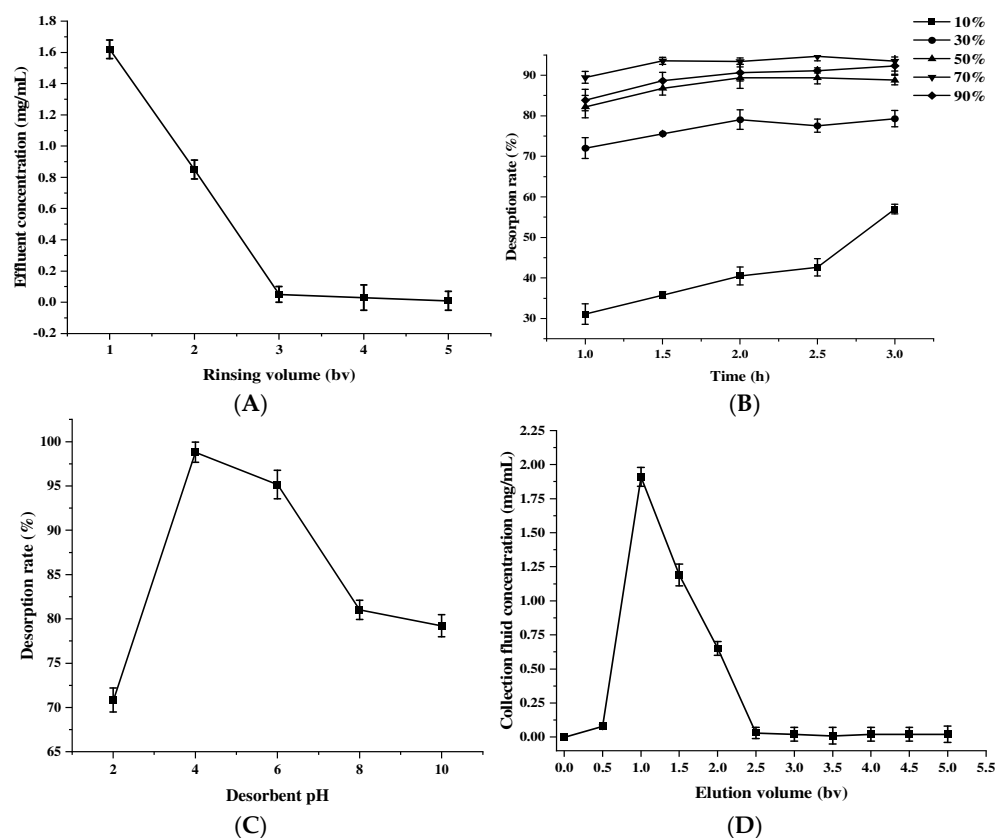 1.8
1.6
1.4
1.2
1.0
0.8
0.6
0.4
0.2
0.0
-0.2
Effluent concentration (mg/mL)
1 2 3 4 5
Rinsing volume (bv)
(A)
10%
30%
50%
70%
90%
90
80
70
60
50
40
30
Desorption rate (%)
1.0 1.5 2.0 2.5 3.0
Time (h)
(B)
100
95
90
85
80
75
70
65
Desorption rate (%)
2 4 6 8 10
Desorbent pH
(C)
2.25
2.00
1.75
1.50
1.25
1.00
0.75
0.50
0.25
0.00
Collection fluid concentration (mg/mL)
0.0 0.5 1.0 1.5 2.0 2.5 3.0 3.5 4.0 4.5 5.0 5.5
Elution volume (bv)
(D)